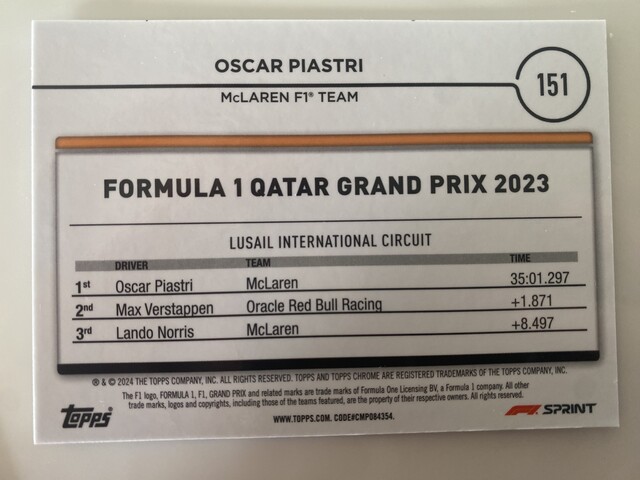 OSCAR PIASTRI
McLAREN F1® TEAM
151
FORMULA 1 QATAR GRAND PRIX 2023
LUSAIL INTERNATIONAL CIRCUIT
DRIVER TEAM TIME
1st Oscar Piastri McLaren 35:01.297
2nd Max Verstappen Oracle Red Bull Racing +1.871
3rd Lando Norris McLaren +8.497
® & © 2024 THE TOPPS COMPANY, INC. ALL RIGHTS RESERVED. TOPPS AND TOPPS CHROME ARE REGISTERED TRADEMARKS OF THE TOPPS COMPANY, INC.
The F1 logo, FORMULA 1, F1, GRAND PRIX and related marks are trade marks of Formula One Licensing BV, a Formula 1 company. All other
trade marks, logos and copyrights, including those of the teams featured, are the property of their respective owners. All rights reserved.
Topps WWW.TOPPS.COM. CODE#CMP084354. F1 SPRINT